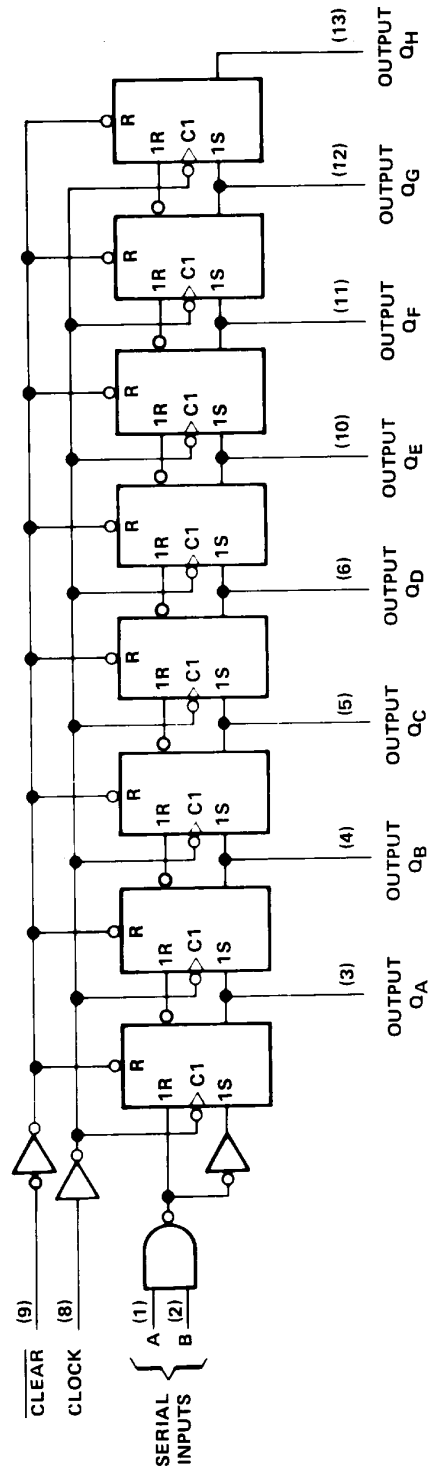 CLEAR (9)
CLOCK (8)
SERIAL
INPUTS
A (1)
B (2)
R
1R
C1
1S
R
1R
C1
1S
R
1R
C1
1S
R
1R
C1
1S
R
1R
C1
1S
R
1R
C1
1S
R
1R
C1
1S
R
1R
C1
1S
(3)
OUTPUT
QA
(4)
OUTPUT
QB
(5)
OUTPUT
QC
(6)
OUTPUT
QD
(10)
OUTPUT
QE
(11)
OUTPUT
QF
(12)
OUTPUT
QG
(13)
OUTPUT
QH